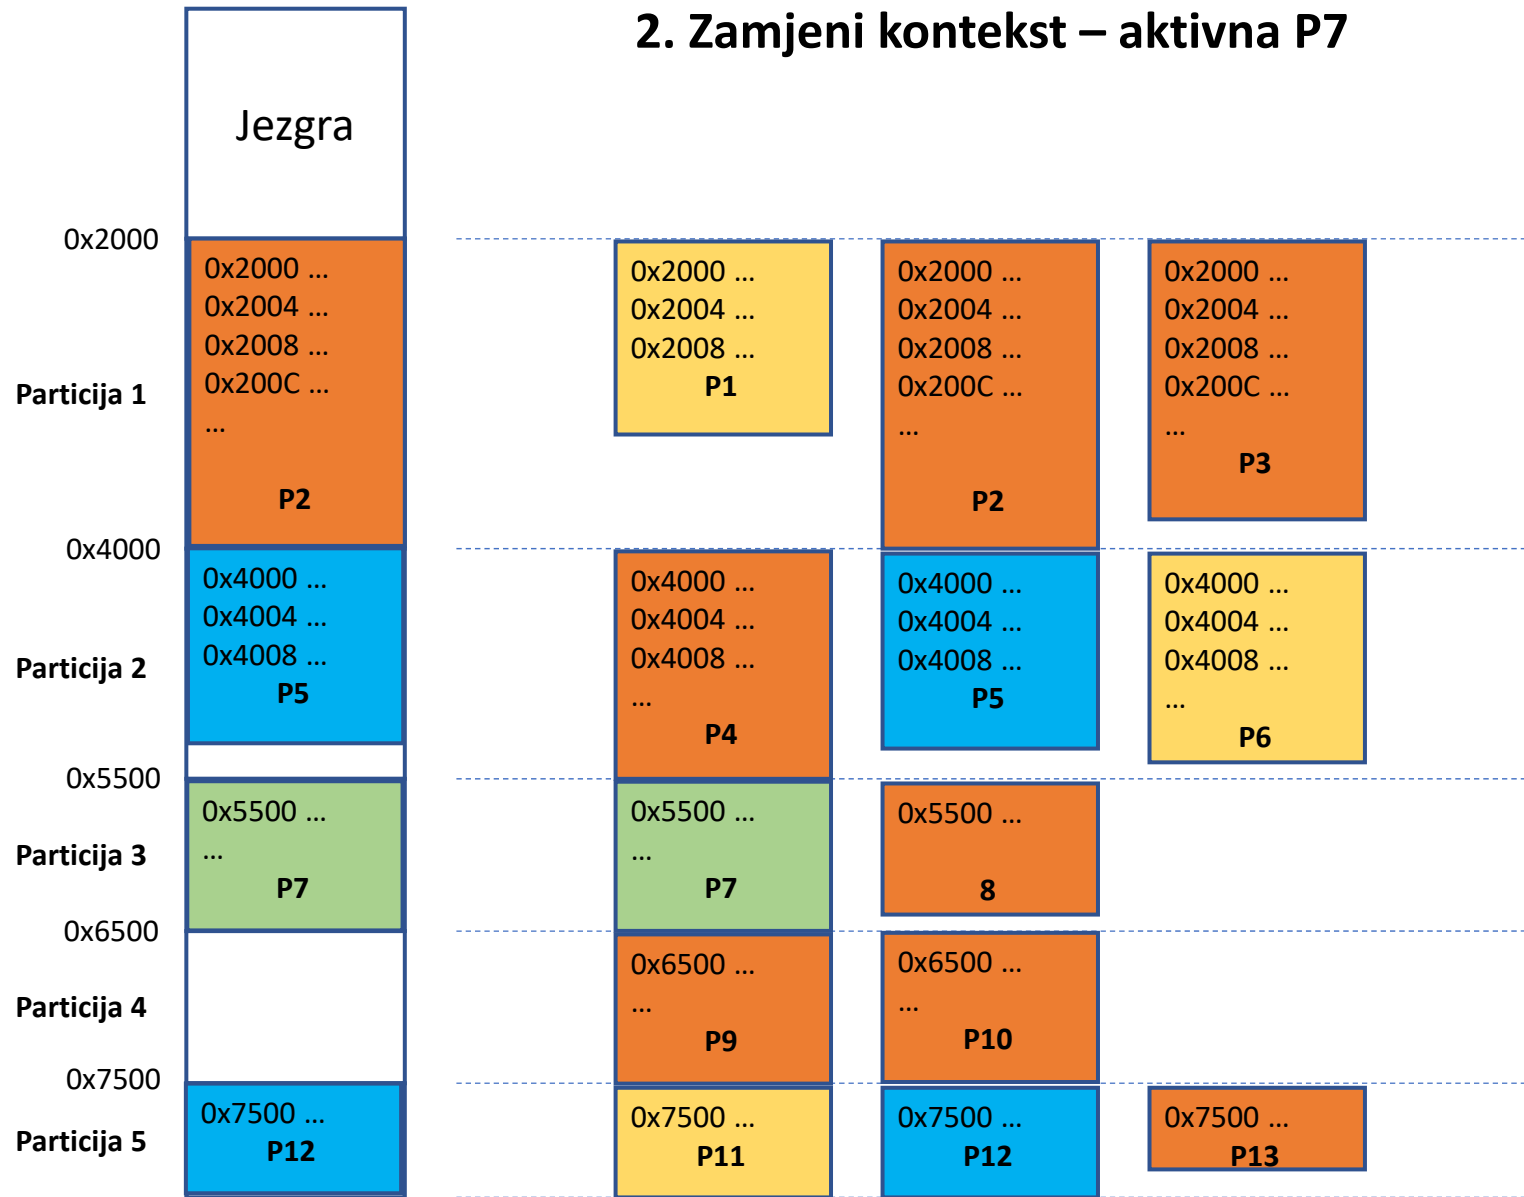 2. Zamjeni kontekst – aktivna P7
Jezgra
0x2000
0x2000 ...
0x2004 ...
0x2008 ...
0x200C ...
...
P2
Particija 1
0x2000 ...
0x2004 ...
0x2008 ...
P1
0x2000 ...
0x2004 ...
0x2008 ...
0x200C ...
...
P2
0x2000 ...
0x2004 ...
0x2008 ...
0x200C ...
...
P3
0x4000
0x4000 ...
0x4004 ...
0x4008 ...
P5
Particija 2
0x4000 ...
0x4004 ...
0x4008 ...
...
P4
0x4000 ...
0x4004 ...
0x4008 ...
P5
0x4000 ...
0x4004 ...
0x4008 ...
...
P6
0x5500
0x5500 ...
...
P7
Particija 3
0x5500 ...
...
P7
0x5500 ...
8
0x6500
Particija 4
0x6500 ...
...
P9
0x6500 ...
...
P10
0x7500
0x7500 ...
P12
Particija 5
0x7500 ...
P11
0x7500 ...
P12
0x7500 ...
P13